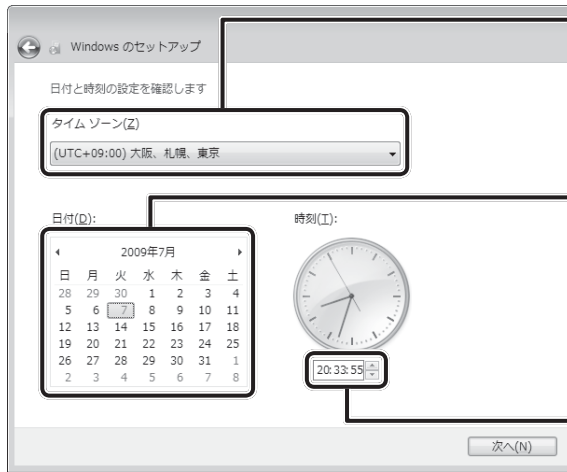 Windows のセットアップ
日付と時刻の設定を確認します
タイム ゾーン(Z)
(UTC+09:00) 大阪、札幌、東京
日付(D):
時刻(T):
2009年7月
日 月 火 水 木 金 土
28 29 30 1 2 3 4
5 6 7 8 9 10 11
12 13 14 15 16 17 18
19 20 21 22 23 24 25
26 27 28 29 30 31 1
2 3 4 5 6 7 8
20:33:55
次へ(N)